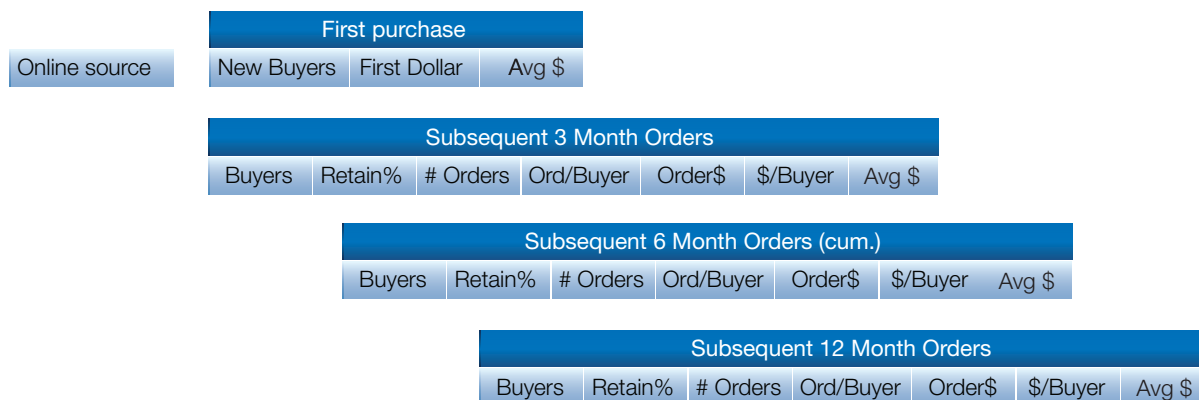 First purchase
Online source New Buyers First Dollar Avg $
Subsequent 3 Month Orders
Buyers Retain% # Orders Ord/Buyer Order$ $/Buyer Avg $
Subsequent 6 Month Orders (cum.)
Buyers Retain% # Orders Ord/Buyer Order$ $/Buyer Avg $
Subsequent 12 Month Orders
Buyers Retain% # Orders Ord/Buyer Order$ $/Buyer Avg $